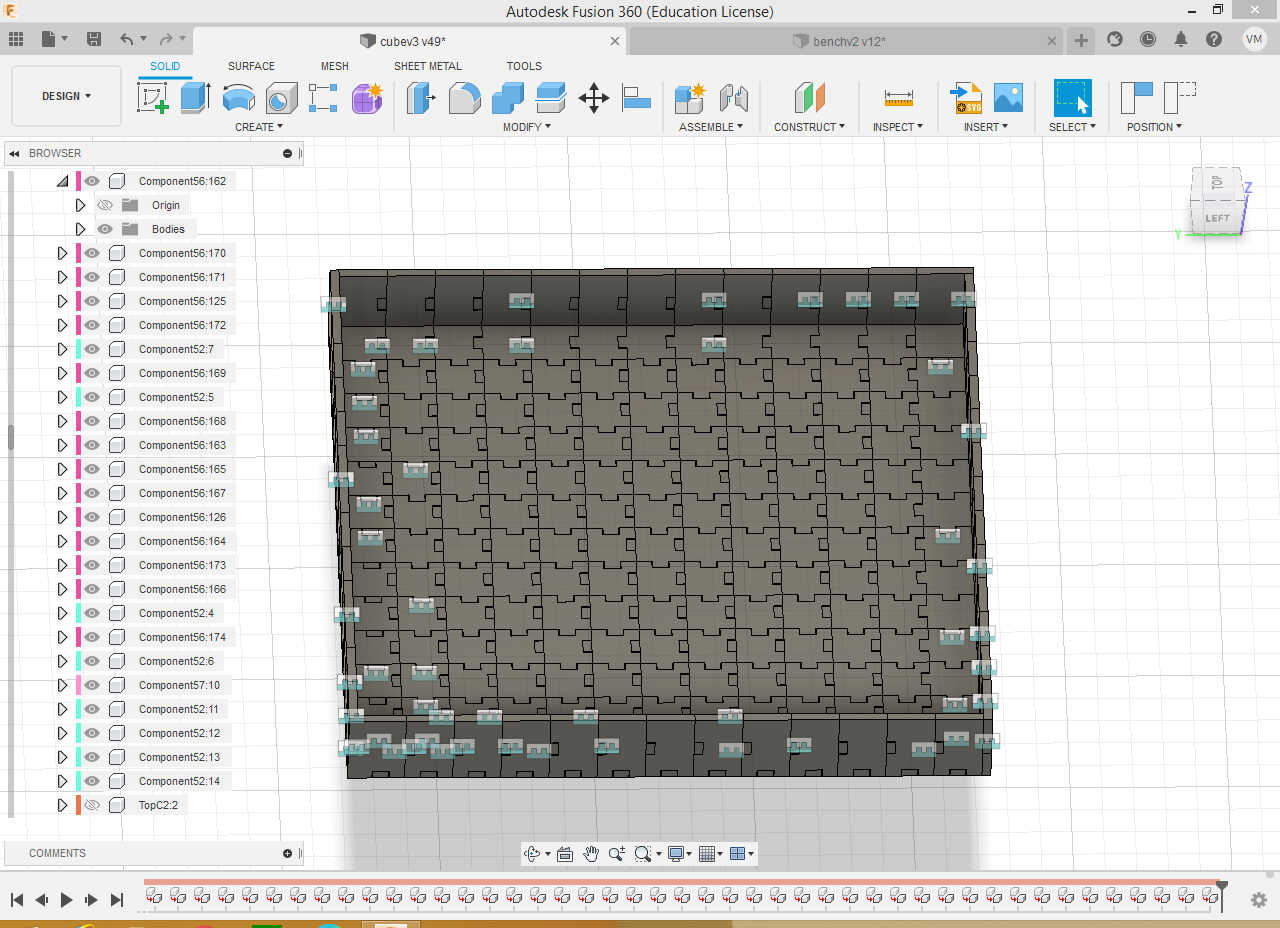 Autodesk Fusion 360 (Education License)
cubev3 v49*
benchv2 v12*
VM
DESIGN
SOLID
SURFACE
MESH
SHEET METAL
TOOLS
CREATE
MODIFY
ASSEMBLE
CONSTRUCT
INSPECT
SVG
INSERT
SELECT
POSITION
BROWSER
Component56:162
Origin
Bodies
Component56:170
Component56:171
Component56:125
Component56:172
Component52:7
Component56:169
Component52:5
Component56:168
Component56:163
Component56:165
Component56:167
Component56:126
Component56:164
Component56:173
Component56:166
Component52:4
Component56:174
Component52:6
Component57:10
Component52:11
Component52:12
Component52:13
Component52:14
TopC2:2
TOP
LEFT
Z
Y
COMMENTS